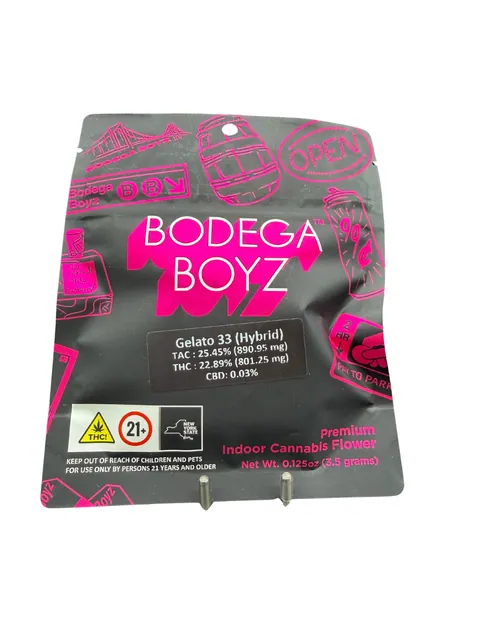 OPEN
Bodega
Boyz
B B
BODEGA™
BOYZ
Gelato 33 (Hybrid)
TAC : 25.45% (890.95 mg)
THC : 22.89% (801.25 mg)
CBD: 0.03%
THC!
21+
NEW
YORK
STATE
KEEP OUT OF REACH OF CHILDREN AND PETS
FOR USE ONLY BY PERSONS 21 YEARS AND OLDER
Premium
Indoor Cannabis Flower
Net Wt. 0.125oz (3.5 grams)